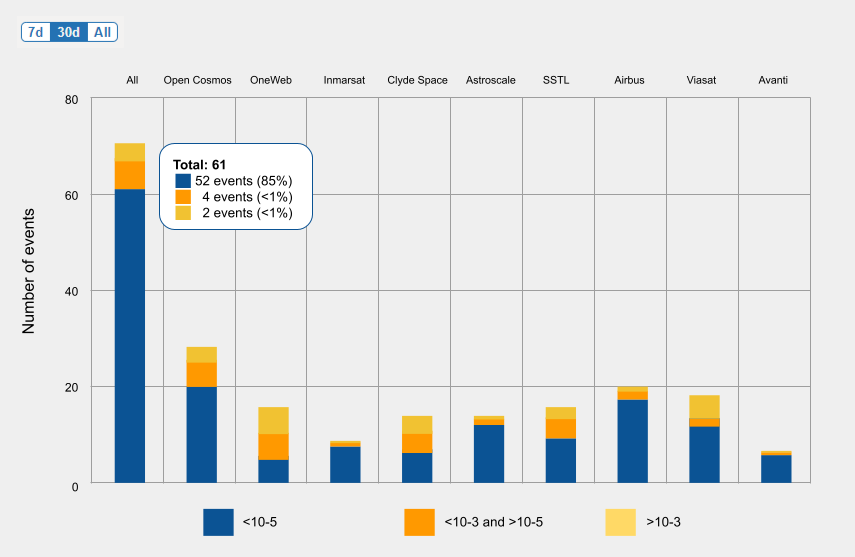 7d 30d All
All Open Cosmos OneWeb Inmarsat Clyde Space Astroscale SSTL Airbus Viasat Avanti
80
Total: 61
52 events (85%)
4 events (<1%)
2 events (<1%)
60
40
20
0
Number of events
<10-5 <10-3 and >10-5 >10-3